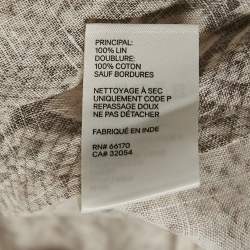 PRINCIPAL:
100% LIN
DOUBLURE:
100% COTON
SAUF BORDURES
NETTOYAGE À SEC
UNIQUEMENT CODE P
REPASSAGE DOUX
NE PAS DÉTACHER
FABRIQUÉ EN INDE
RN# 66170
CA# 32054